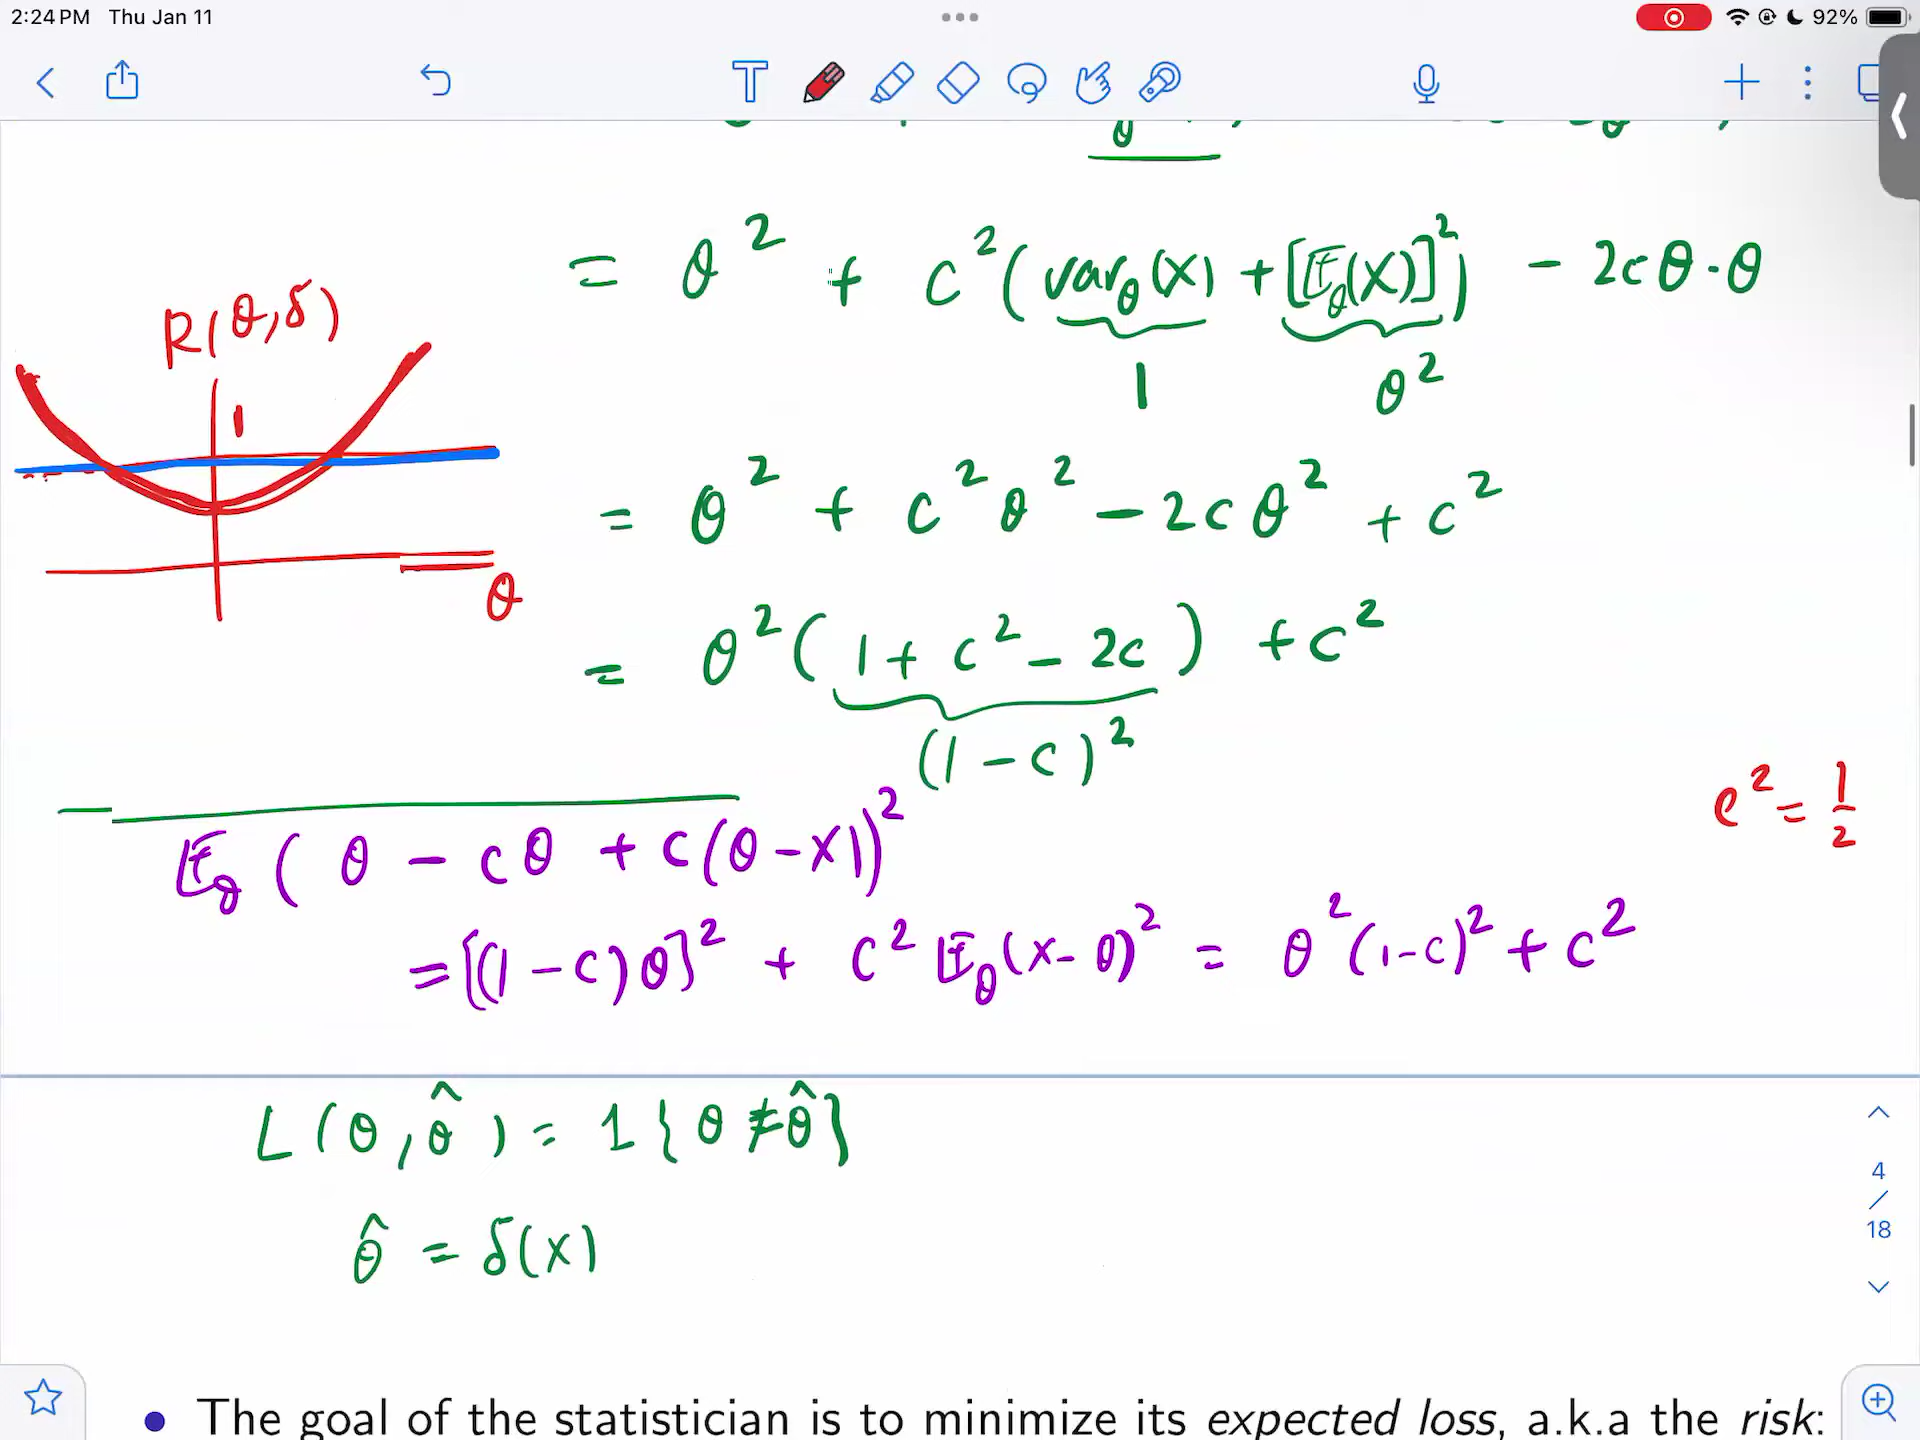 2:24 PM Thu Jan 11
92%
T
= θ² + c²(var_θ(X) + [𝔼_θ(X)]²) − 2cθ·θ
1
θ²
R(θ,δ)
1
θ
= θ² + c²θ² − 2cθ² + c²
= θ²(1 + c² − 2c) + c²
(1 − c)²
c² = 1/2
𝔼_θ(θ − cθ + c(θ − X))²
= [(1 − c)θ]² + c² 𝔼_θ(X − θ)² = θ²(1−c)² + c²
L(θ, θ̂) = 1{θ ≠ θ̂}
θ̂ = δ(X)
4
/
18
• The goal of the statistician is to minimize its expected loss, a.k.a the risk: